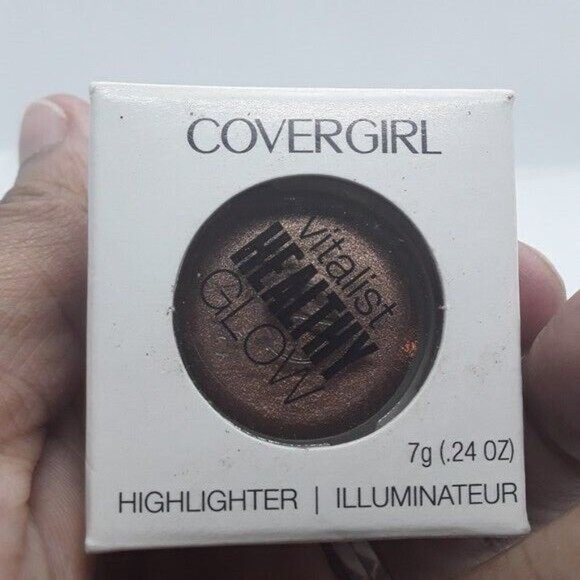 COVERGIRL
vitalist
HEALTHY
GLOW
7g (.24 OZ)
HIGHLIGHTER | ILLUMINATEUR